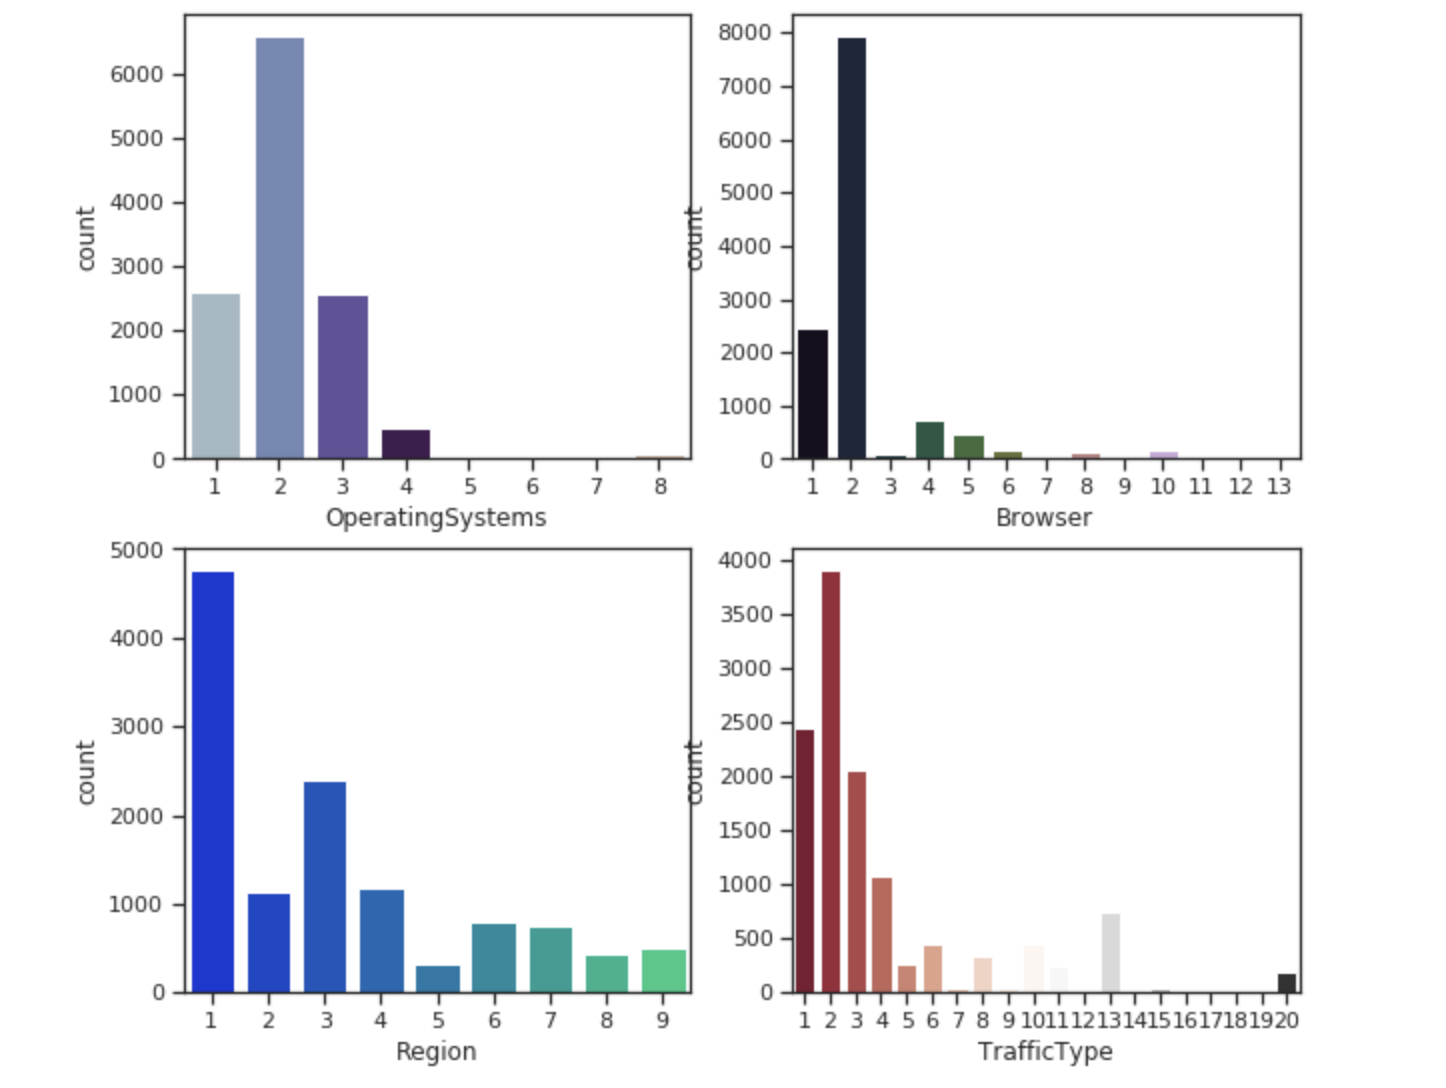 6000
5000
4000
3000
2000
1000
0
count
1 2 3 4 5 6 7 8
OperatingSystems
8000
7000
6000
5000
4000
3000
2000
1000
0
count
1 2 3 4 5 6 7 8 9 10 11 12 13
Browser
5000
4000
3000
2000
1000
0
count
1 2 3 4 5 6 7 8 9
Region
4000
3500
3000
2500
2000
1500
1000
500
0
count
1 2 3 4 5 6 7 8 9 10 11 12 13 14 15 16 17 18 19 20
TrafficType